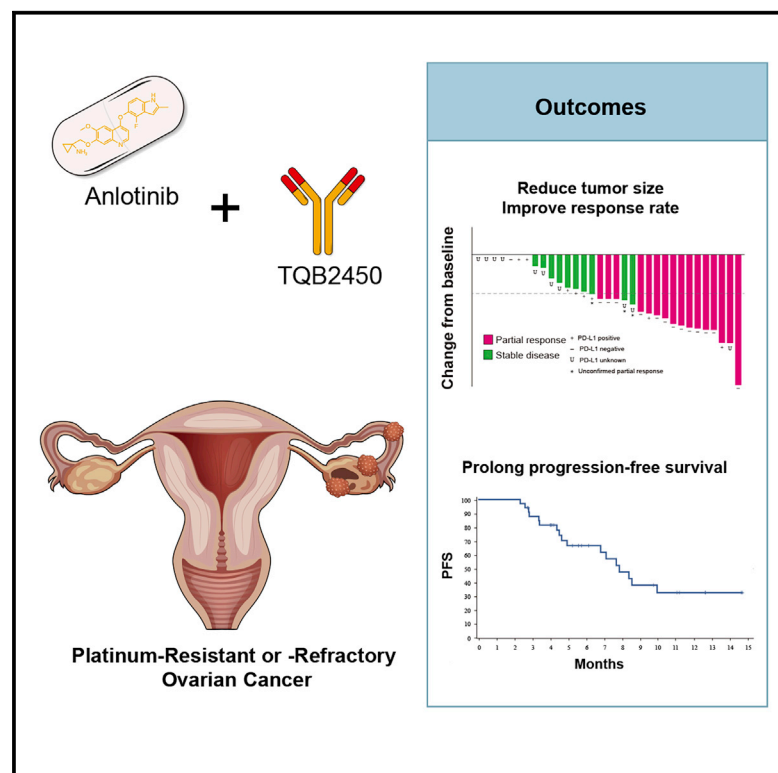 Anlotinib
+
TQB2450
Platinum-Resistant or -Refractory
Ovarian Cancer
Outcomes
Reduce tumor size
Improve response rate
Change from baseline
Partial response
Stable disease
+ PD-L1 positive
– PD-L1 negative
U PD-L1 unknown
* Unconfirmed partial response
Prolong progression-free survival
PFS
100
90
80
70
60
50
40
30
20
10
0
0 1 2 3 4 5 6 7 8 9 10 11 12 13 14 15
Months